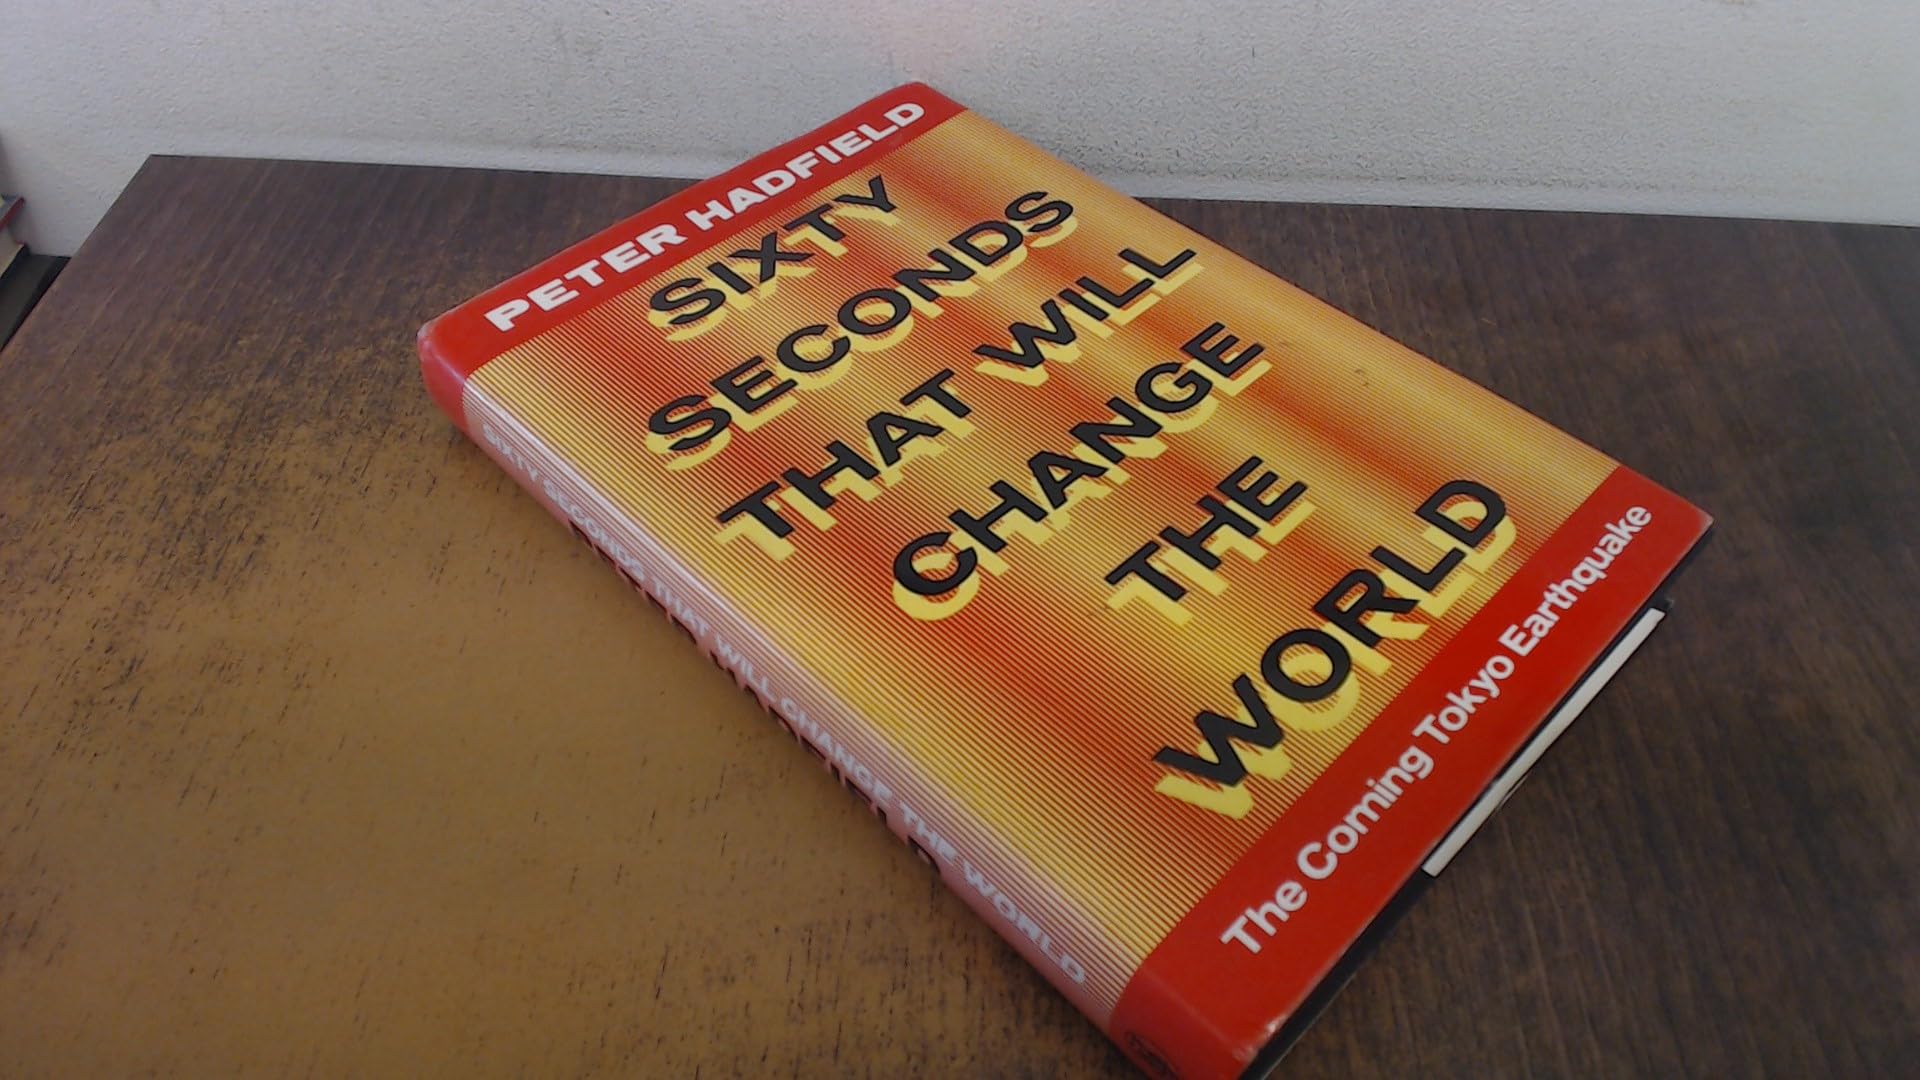 PETER HADFIELD
SIXTY
SECONDS
THAT WILL
CHANGE
THE
WORLD
The Coming Tokyo Earthquake
SIXTY SECONDS THAT WILL CHANGE THE WORLD